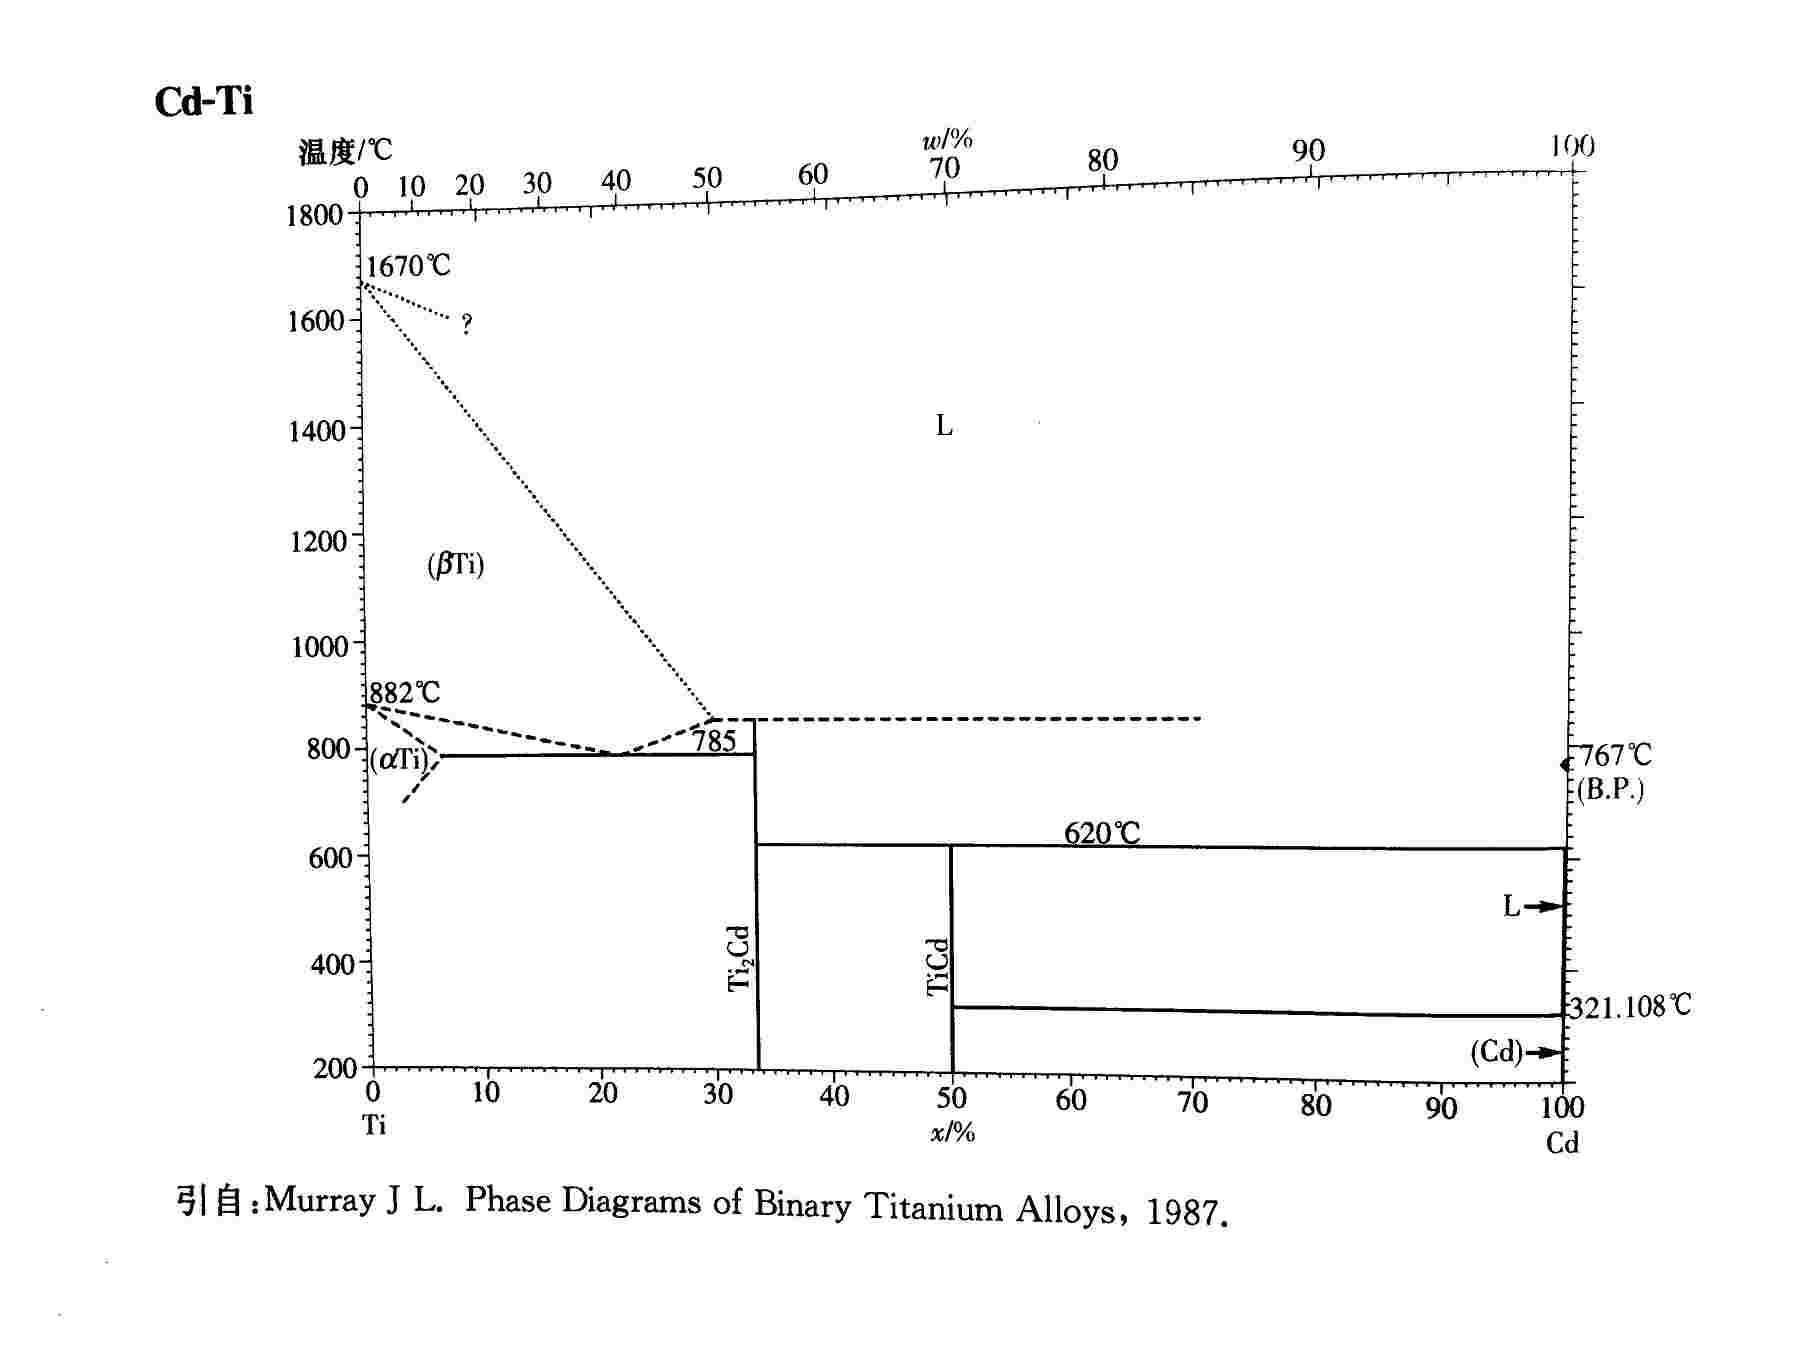 Cd-Ti
温度/℃
w/%
0 10 20 30 40 50 60 70 80 90 100
1800
1670℃
1600
?
1400
L
1200
(βTi)
1000
882℃
800
(αTi)
785
767℃
(B.P.)
620℃
600
L
Ti₂Cd
TiCd
400
321.108℃
(Cd)
200
0 10 20 30 40 50 60 70 80 90 100
Ti
x/%
Cd
引自:Murray J L. Phase Diagrams of Binary Titanium Alloys, 1987.